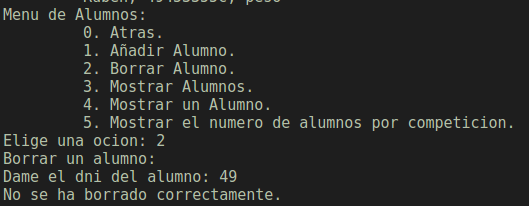 Menu de Alumnos:
0. Atras.
1. Añadir Alumno.
2. Borrar Alumno.
3. Mostrar Alumnos.
4. Mostrar un Alumno.
5. Mostrar el numero de alumnos por competicion.
Elige una ocion: 2
Borrar un alumno:
Dame el dni del alumno: 49
No se ha borrado correctamente.